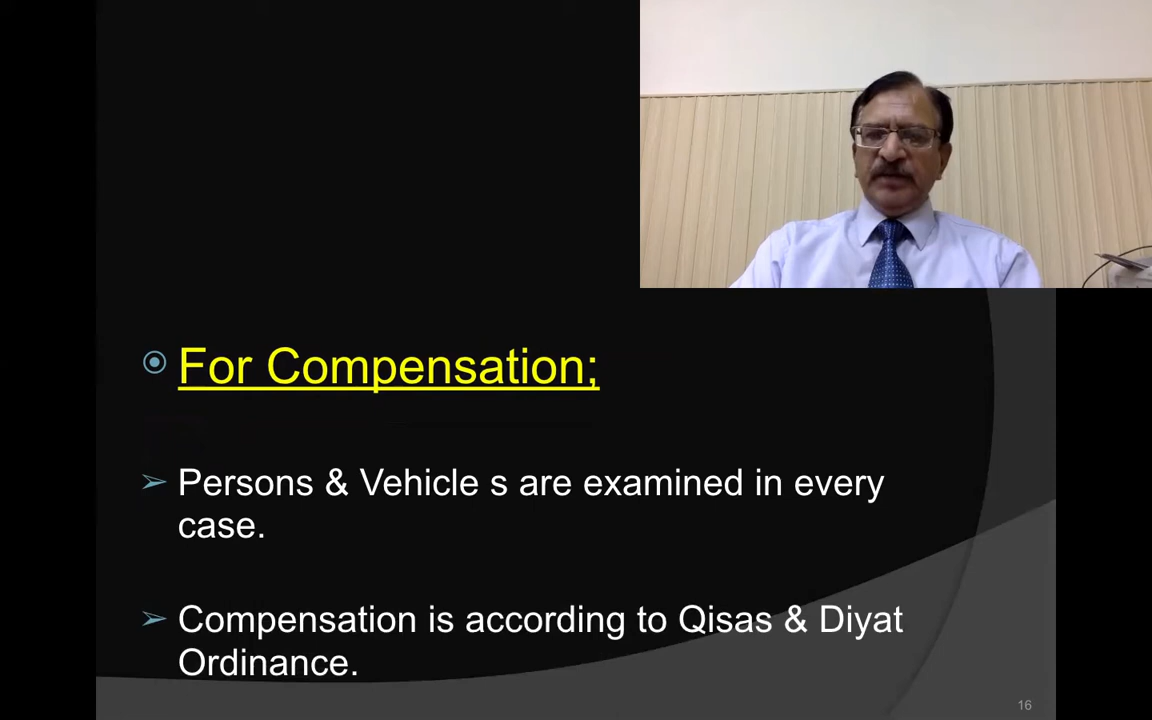 For Compensation;
Persons & Vehicle s are examined in every
case.
Compensation is according to Qisas & Diyat
Ordinance.
16